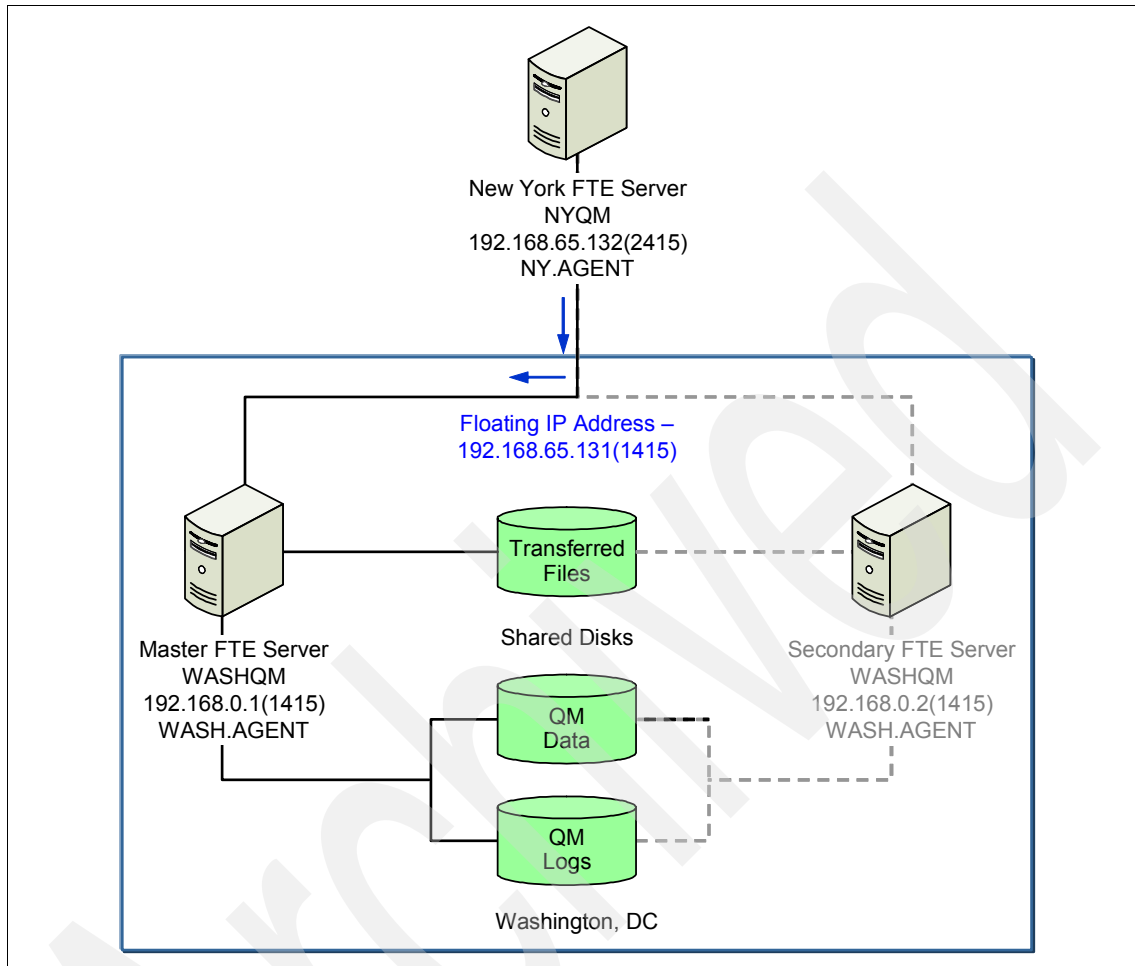 New York FTE Server
NYQM
192.168.65.132(2415)
NY.AGENT
Floating IP Address –
192.168.65.131(1415)
Transferred
Files
Shared Disks
Master FTE Server
WASHQM
192.168.0.1(1415)
WASH.AGENT
Secondary FTE Server
WASHQM
192.168.0.2(1415)
WASH.AGENT
QM
Data
QM
Logs
Washington, DC
Archived